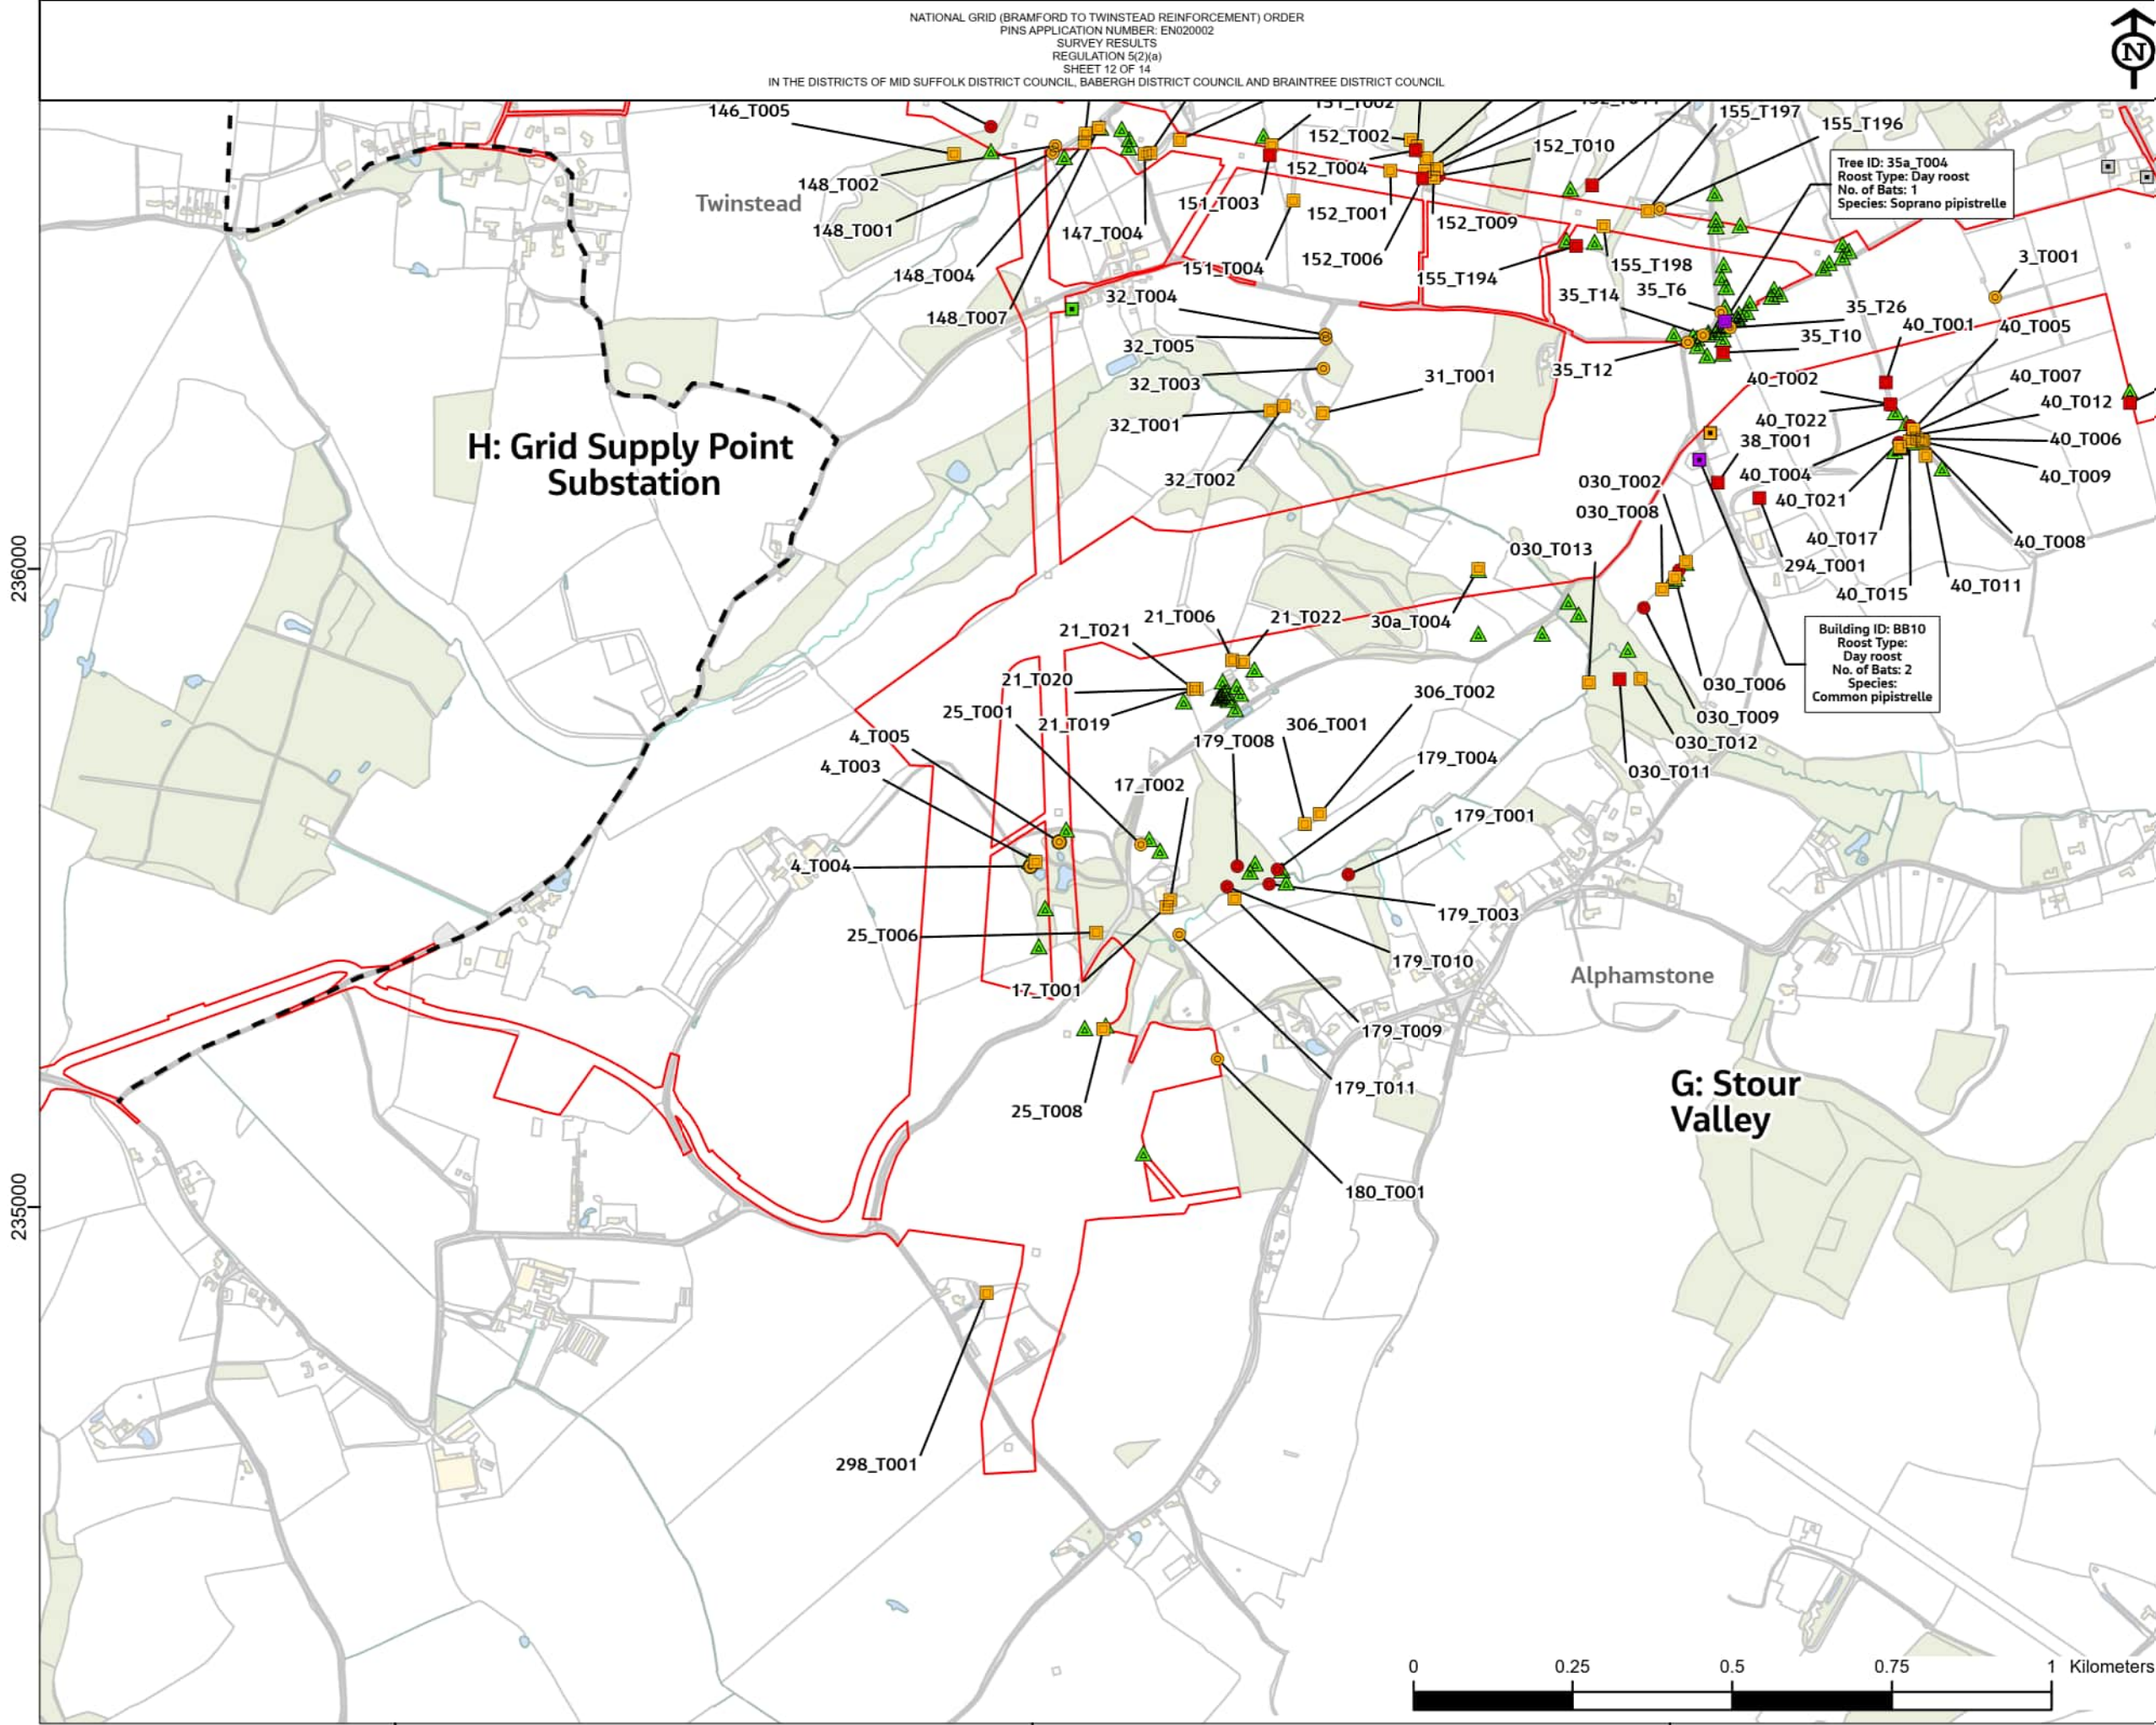 NATIONAL GRID (BRAMFORD TO TWINSTEAD REINFORCEMENT) ORDER
PINS APPLICATION NUMBER: EN020002
SURVEY RESULTS
REGULATION 5(2)(a)
SHEET 12 OF 14
IN THE DISTRICTS OF MID SUFFOLK DISTRICT COUNCIL, BABERGH DISTRICT COUNCIL AND BRAINTREE DISTRICT COUNCIL
N
146_T005
151_T002
152_T002
155_T197
155_T196
152_T010
152_T004
148_T002
Twinstead
151_T003
152_T001
152_T009
148_T001
147_T004
Tree ID: 35a_T004
Roost Type: Day roost
No. of Bats: 1
Species: Soprano pipistrelle
148_T004
151_T004
152_T006
155_T194
155_T198
3_T001
32_T004
148_T007
35_T14
35_T6
35_T26
40_T001
40_T005
32_T005
35_T10
32_T003
31_T001
35_T12
40_T002
40_T007
40_T012
32_T001
40_T022
38_T001
40_T006
H: Grid Supply Point
Substation
32_T002
030_T002
40_T004
40_T009
40_T021
030_T008
40_T017
40_T008
236000
030_T013
294_T001
40_T015
40_T011
21_T006
21_T022
30a_T004
21_T021
Building ID: BB10
Roost Type:
Day roost
No. of Bats: 2
Species:
Common pipistrelle
21_T020
030_T006
306_T002
25_T001
21_T019
306_T001
030_T009
4_T005
179_T008
030_T012
4_T003
179_T004
030_T011
17_T002
179_T001
4_T004
179_T003
25_T006
179_T010
Alphamstone
17_T001
179_T009
G: Stour
Valley
179_T011
25_T008
180_T001
235000
298_T001
0 0.25 0.5 0.75 1 Kilometers